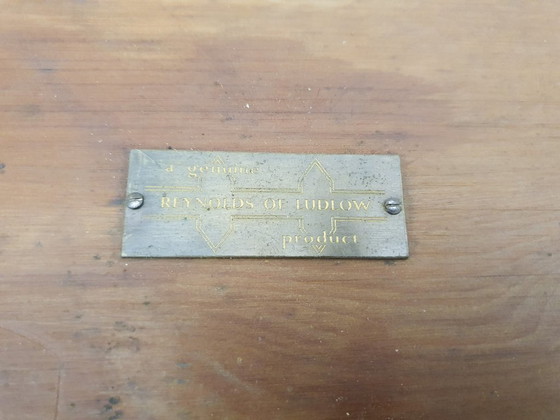 a genuine
REYNOLDS OF LUDLOW
product